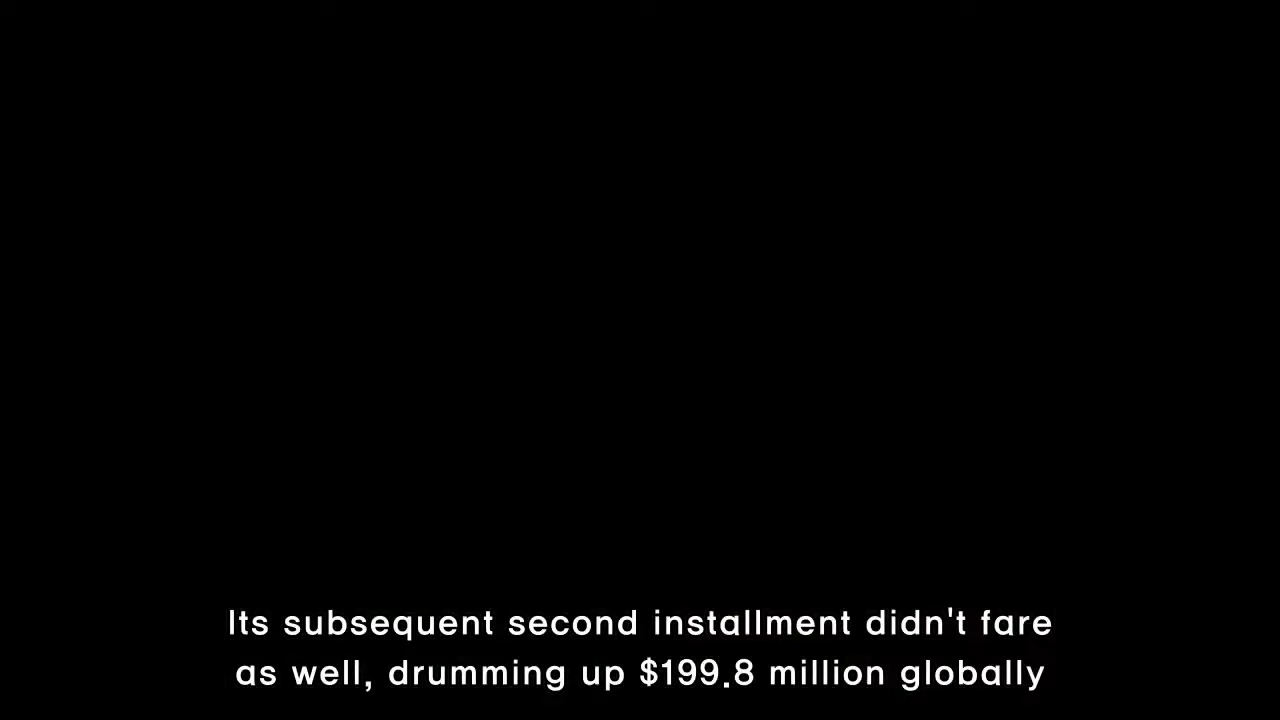 Its subsequent second installment didn't fare
as well, drumming up $199.8 million globally